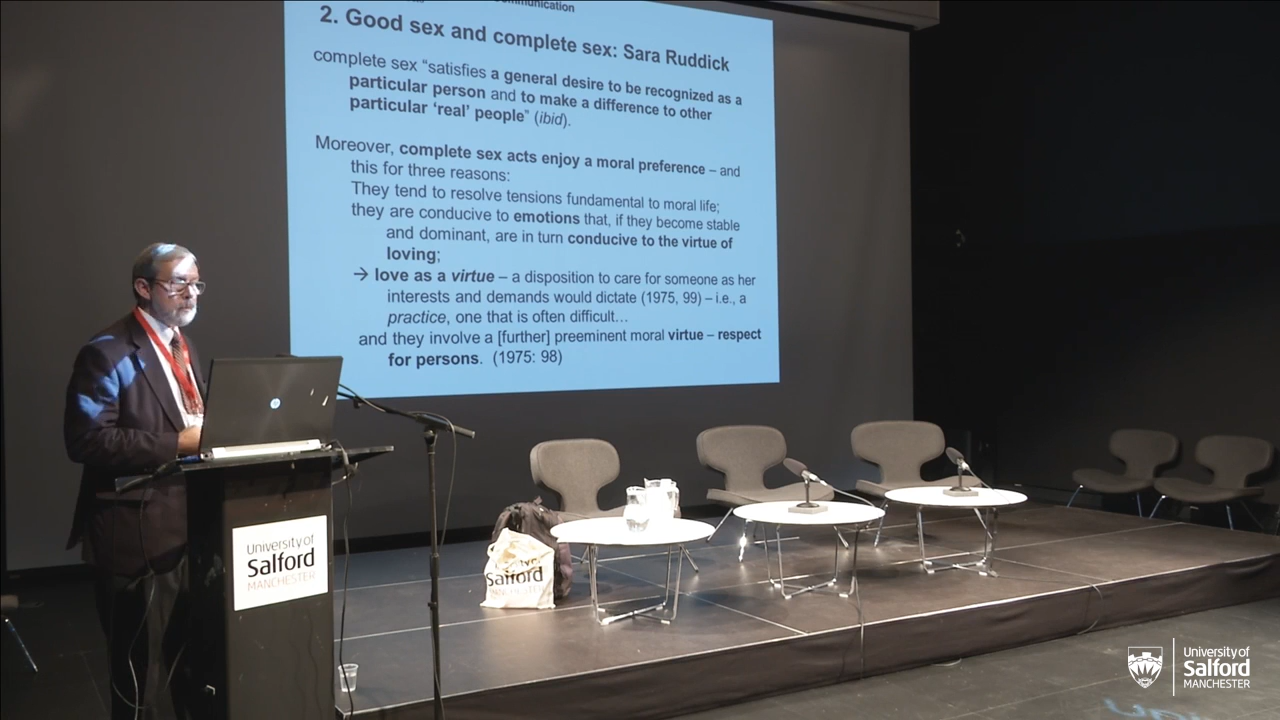 mmunication
2. Good sex and complete sex: Sara Ruddick
complete sex “satisfies a general desire to be recognized as a
particular person and to make a difference to other
particular ‘real’ people” (ibid).
Moreover, complete sex acts enjoy a moral preference – and
this for three reasons:
They tend to resolve tensions fundamental to moral life;
they are conducive to emotions that, if they become stable
and dominant, are in turn conducive to the virtue of
loving;
→ love as a virtue – a disposition to care for someone as her
interests and demands would dictate (1975, 99) – i.e., a
practice, one that is often difficult…
and they involve a [further] preeminent moral virtue – respect
for persons. (1975: 98)
University of
Salford
MANCHESTER
Salford
University of
Salford
MANCHESTER